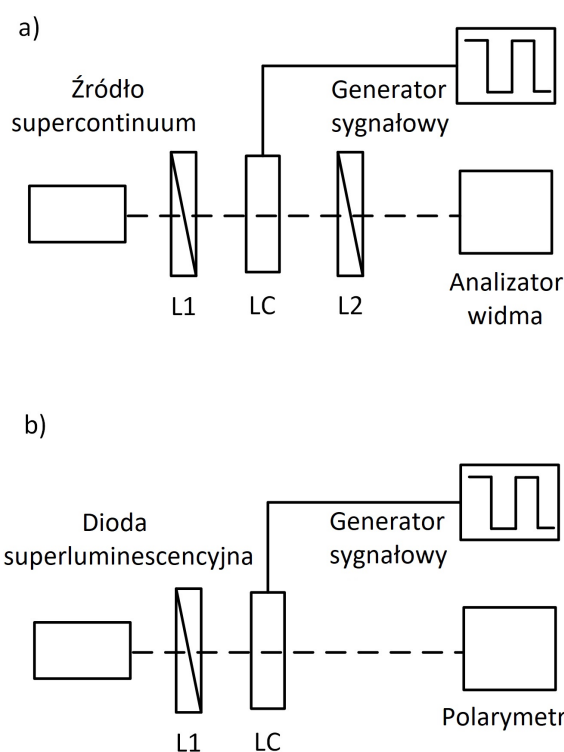 a)
Źródło
supercontinuum
Generator
sygnałowy
L1
LC
L2
Analizator
widma
b)
Dioda
superluminescencyjna
Generator
sygnałowy
L1
LC
Polarymetr